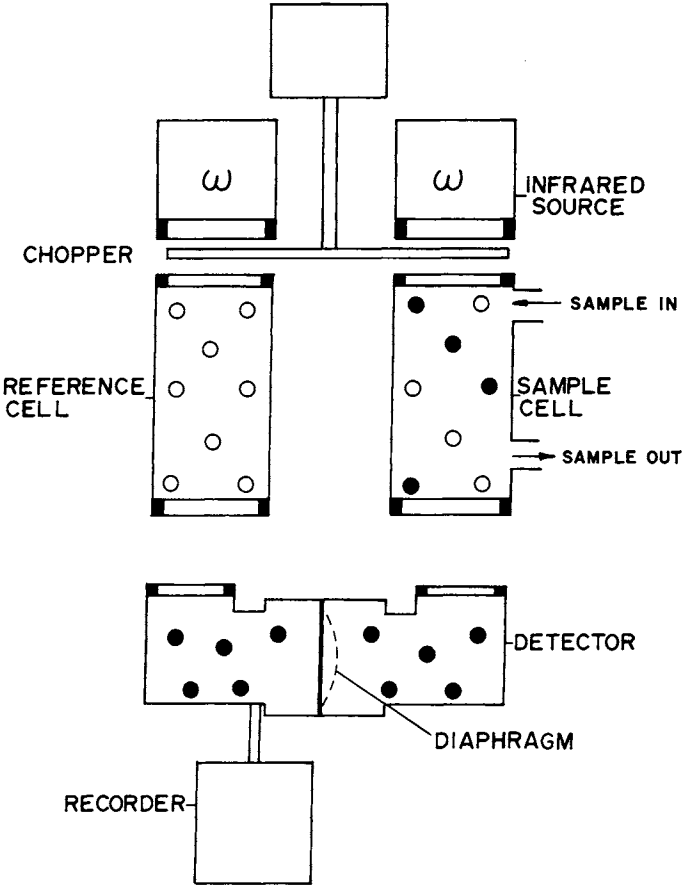 ω
ω
INFRARED
SOURCE
CHOPPER
SAMPLE IN
REFERENCE
CELL
SAMPLE
CELL
SAMPLE OUT
DETECTOR
DIAPHRAGM
RECORDER